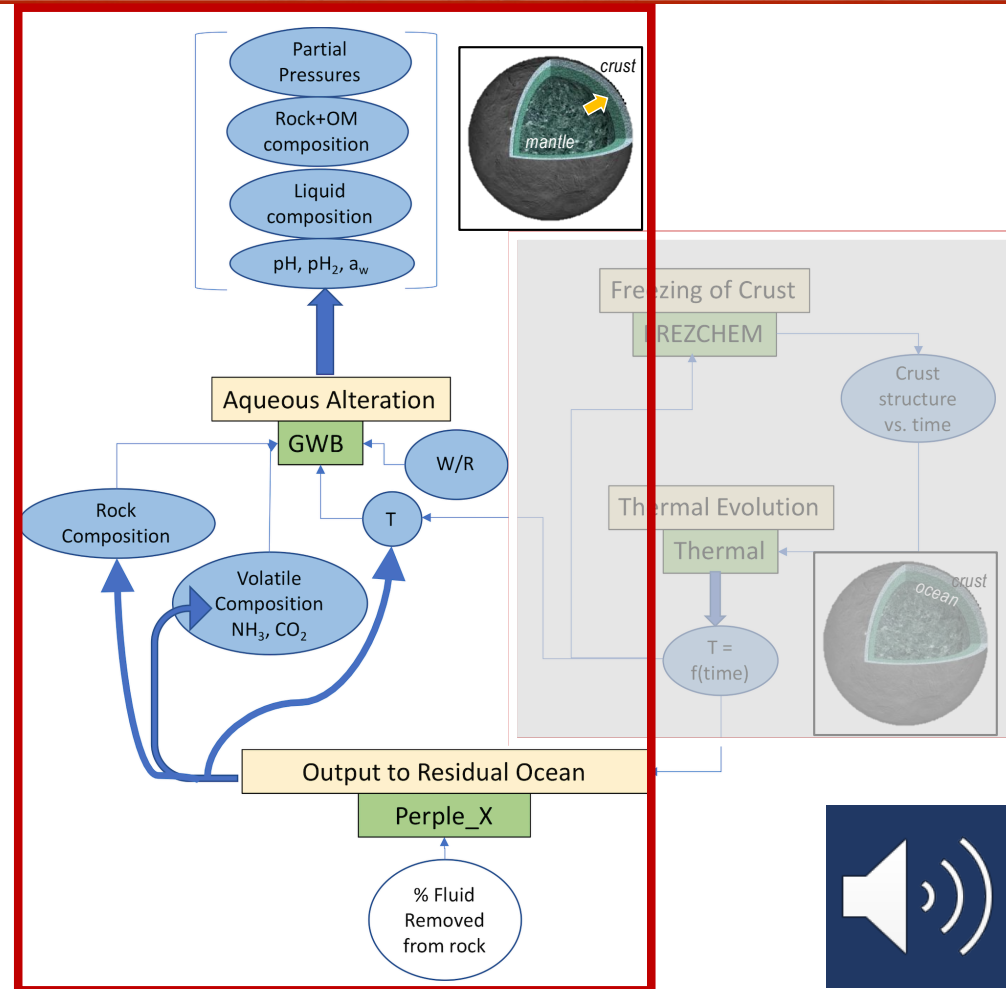 Partial
Pressures
Rock+OM
composition
Liquid
composition
pH, pH₂, aw
crust
mantle
Aqueous Alteration
GWB
W/R
T
Rock
Composition
Volatile
Composition
NH₃, CO₂
Freezing of Crust
FREZCHEM
Crust
structure
vs. time
Thermal Evolution
Thermal
T =
f(time)
crust
ocean
Output to Residual Ocean
Perple_X
% Fluid
Removed
from rock